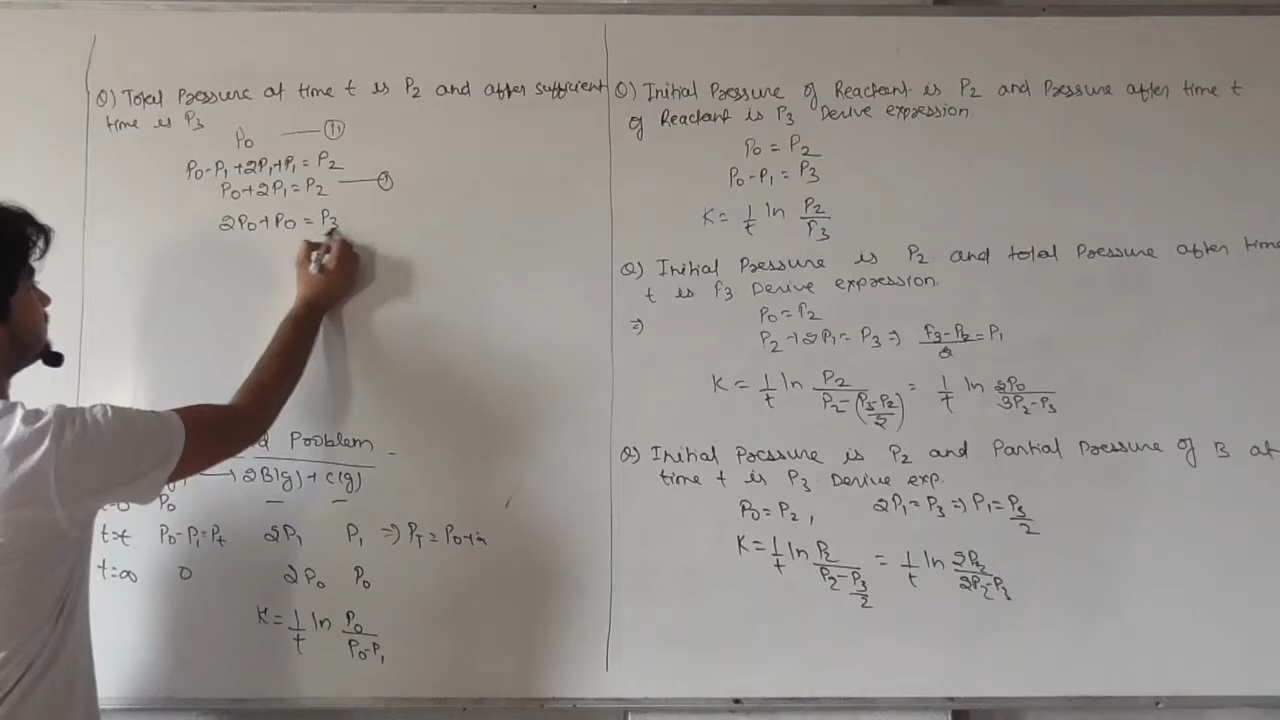 Q) Total Pressure at time t is P2 and after sufficient
time is P3
P0 —— (11)
P0-P1+2P1+P1 = P2
P0+2P1 = P2 —— (1)
2P0+P0 = P3
Problem
→ 2B(g) + C(g)
P0 — —
t=t P0-P1=Pt 2P1 P1 => PT = P0+
t=∞ 0 2P0 P0
K = 1/t ln P0/(P0-P1)
Q) Initial Pressure of Reactant is P2 and Pressure after time t
of Reactant is P3. Derive expression
P0 = P2
P0-P1 = P3
K = 1/t ln P2/P3
Q) Initial Pressure is P2 and total Pressure after time
t is P3. Derive expression.
=> P0 = P2
P2+2P1 = P3 => (P3-P2)/2 = P1
K = 1/t ln P2/(P2-(P3-P2)/2) = 1/t ln 2P0/(3P2-P3)
Q) Initial Pressure is P2 and Partial Pressure of B at
time t is P3. Derive exp.
P0 = P2, 2P1 = P3 => P1 = P3/2
K = 1/t ln P2/(P2-P3/2) = 1/t ln 2P2/(2P2-P3)